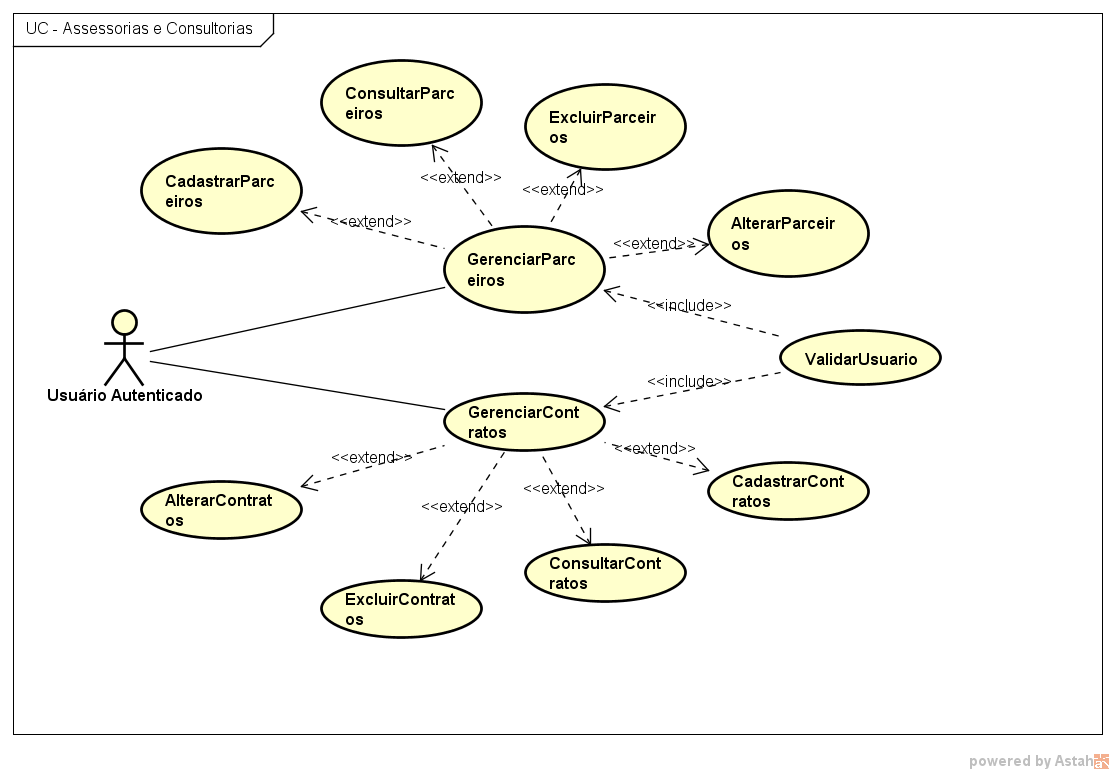 UC - Assessorias e Consultorias
ConsultarParc
eiros
ExcluirParceir
os
CadastrarParc
eiros
<<extend>>
<<extend>>
<<extend>>
AlterarParceir
os
<<extend>>
GerenciarParc
eiros
<<include>>
ValidarUsuario
Usuário Autenticado
<<include>>
GerenciarCont
ratos
<<extend>>
<<extend>>
<<extend>>
<<extend>>
CadastrarCont
ratos
AlterarContrat
os
ConsultarCont
ratos
ExcluirContrat
os
powered by Astah